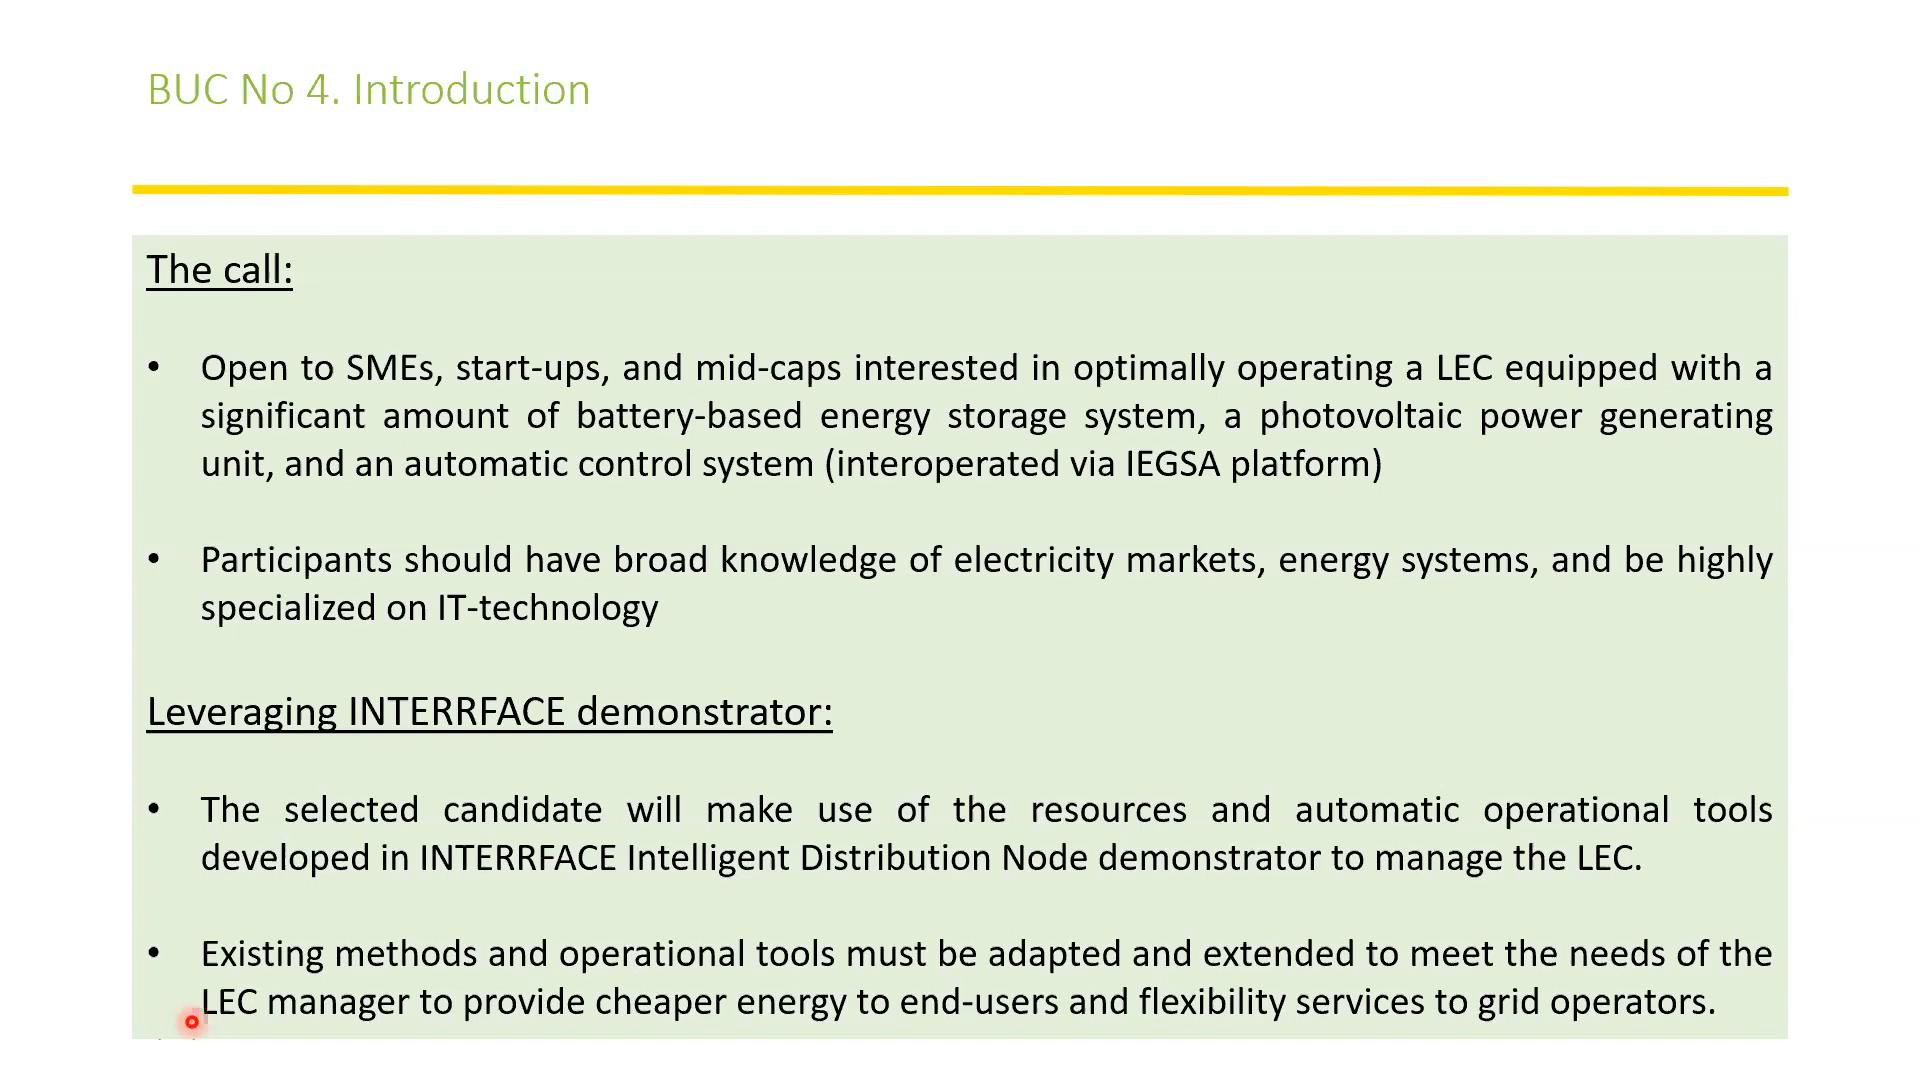 BUC No 4. Introduction
The call:
• Open to SMEs, start-ups, and mid-caps interested in optimally operating a LEC equipped with a
significant amount of battery-based energy storage system, a photovoltaic power generating
unit, and an automatic control system (interoperated via IEGSA platform)
• Participants should have broad knowledge of electricity markets, energy systems, and be highly
specialized on IT-technology
Leveraging INTERRFACE demonstrator:
• The selected candidate will make use of the resources and automatic operational tools
developed in INTERRFACE Intelligent Distribution Node demonstrator to manage the LEC.
• Existing methods and operational tools must be adapted and extended to meet the needs of the
LEC manager to provide cheaper energy to end-users and flexibility services to grid operators.